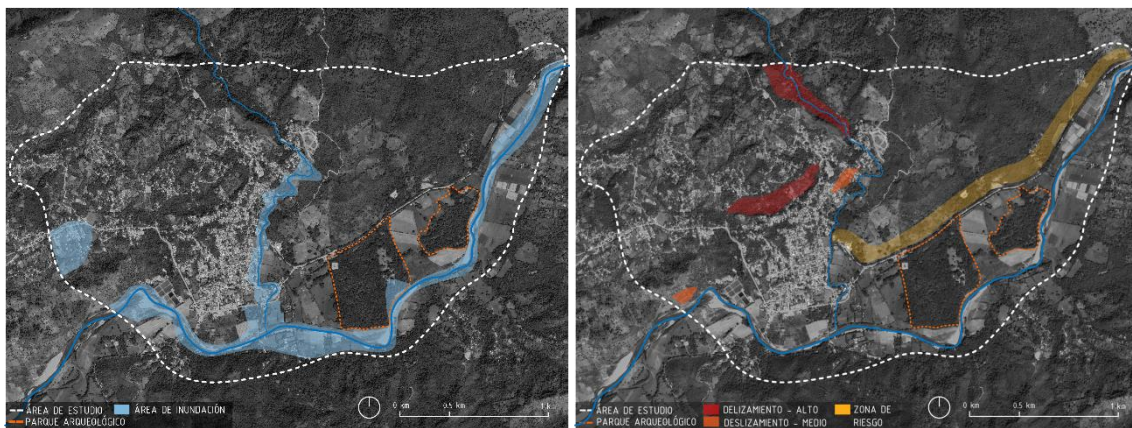 ÁREA DE ESTUDIO ÁREA DE INUNDACIÓN
PARQUE ARQUEOLÓGICO
0 km 0.5 km 1 km
ÁREA DE ESTUDIO DELIZAMIENTO - ALTO ZONA DE
PARQUE ARQUEOLÓGICO DESLIZAMIENTO - MEDIO RIESGO
0 km 0.5 km 1 km